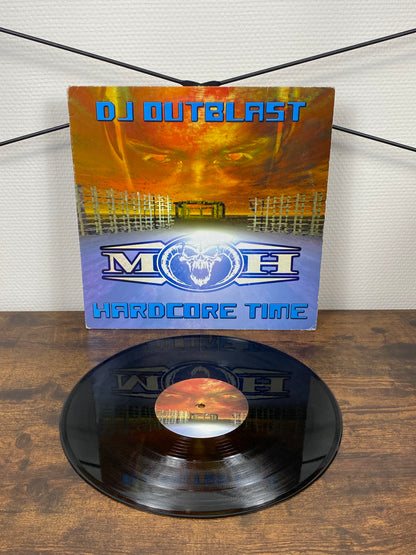 DJ OUTBLAST
M H
HARDCORE TIME